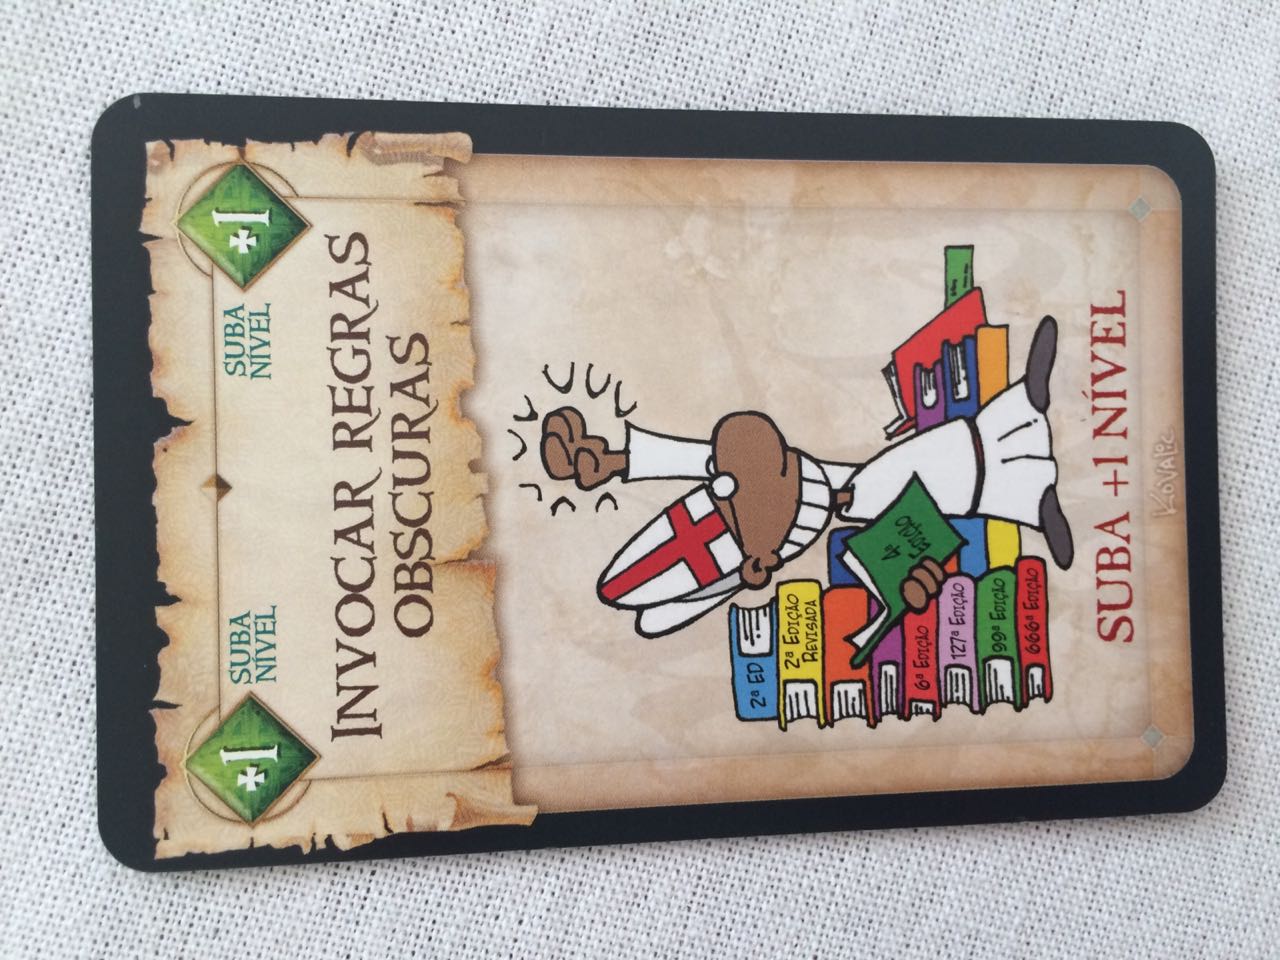 +1
SUBA
NÍVEL
SUBA
NÍVEL
+1
INVOCAR REGRAS
OBSCURAS
2ª ED
2ª EDIÇÃO
REVISADA
4ª
EDIÇÃO
6ª EDIÇÃO
127ª EDIÇÃO
99ª EDIÇÃO
666ª EDIÇÃO
SUBA +1 NÍVEL
KOVALIC